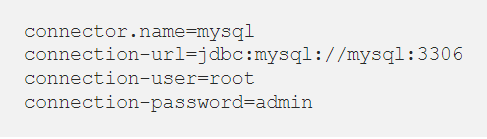 connector.name=mysql
connection-url=jdbc:mysql://mysql:3306
connection-user=root
connection-password=admin